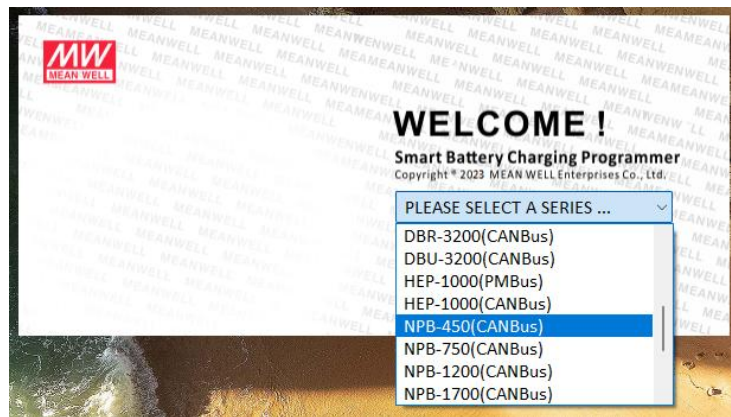 MW
MEAN WELL
WELCOME !
Smart Battery Charging Programmer
Copyright * 2023 MEAN WELL Enterprises Co., Ltd.
PLEASE SELECT A SERIES ...
DBR-3200(CANBus)
DBU-3200(CANBus)
HEP-1000(PMBus)
HEP-1000(CANBus)
NPB-450(CANBus)
NPB-750(CANBus)
NPB-1200(CANBus)
NPB-1700(CANBus)